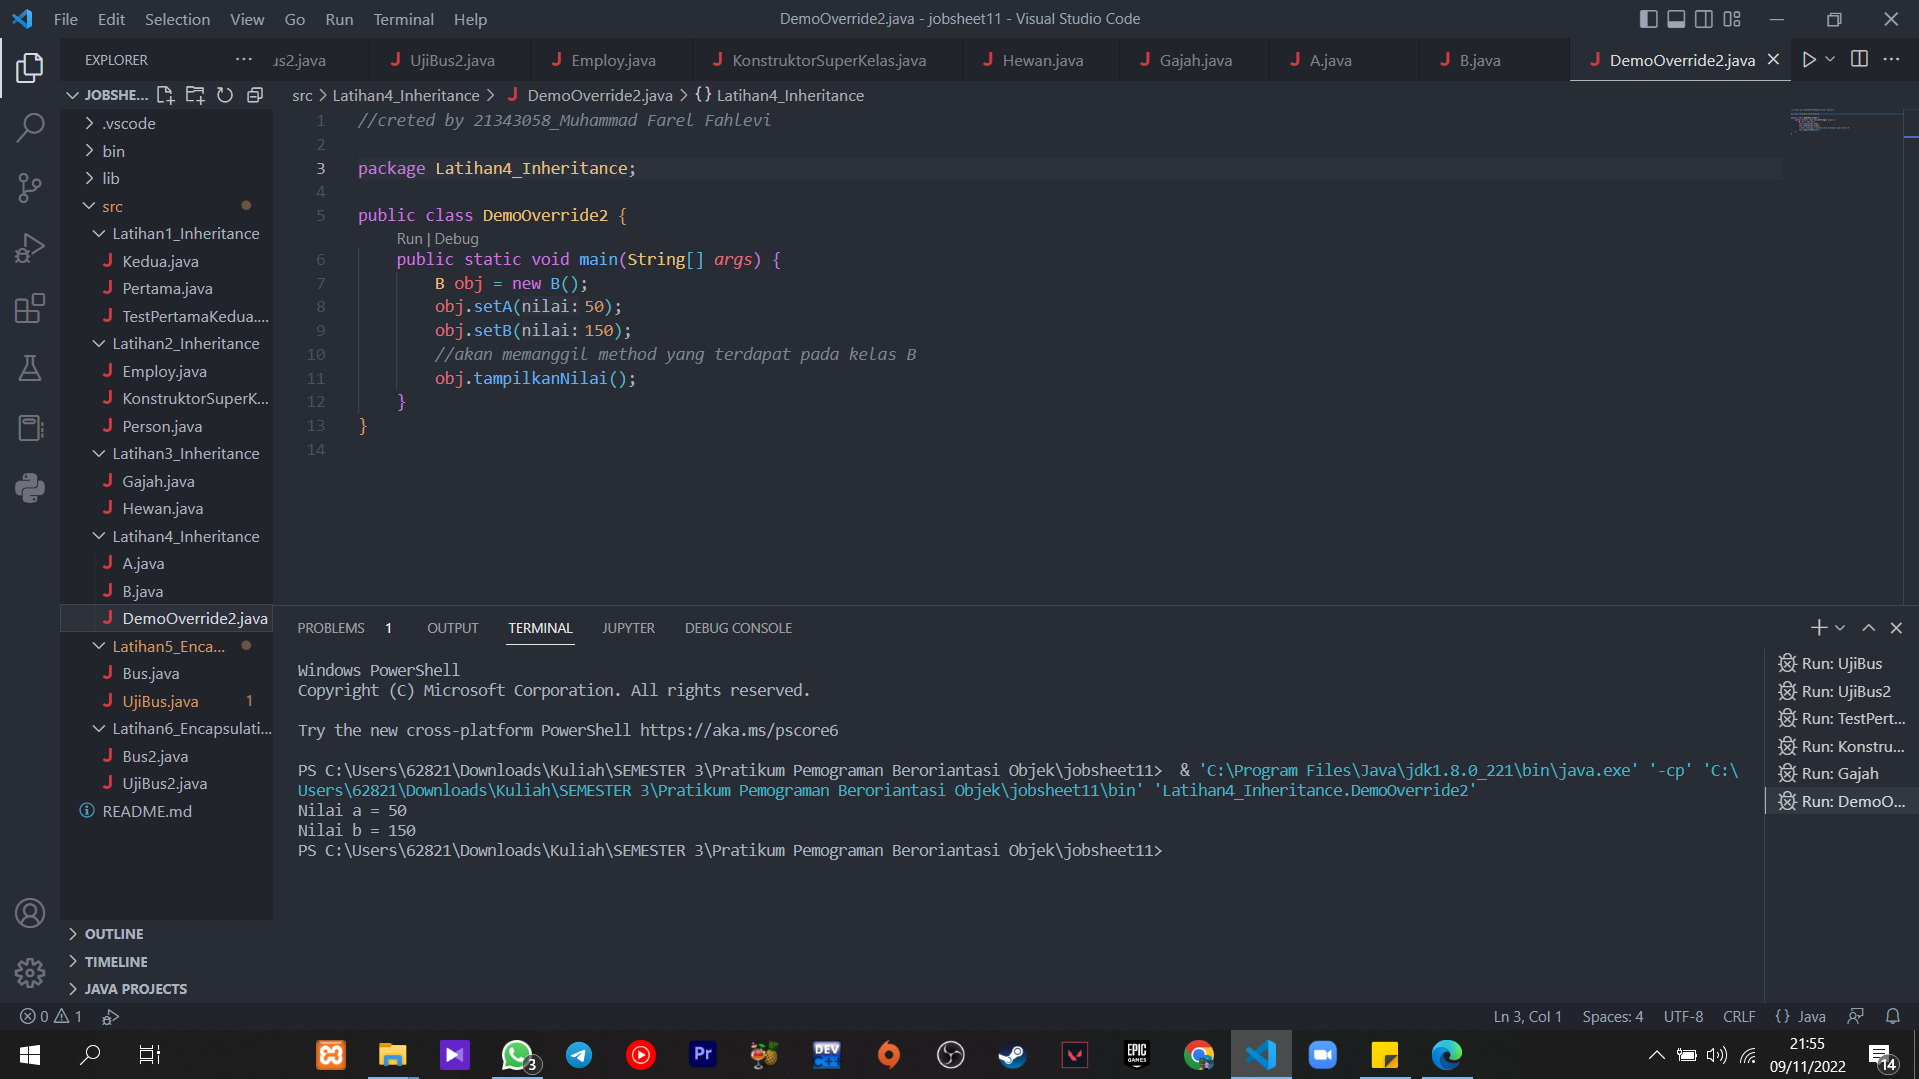 File Edit Selection View Go Run Terminal Help
DemoOverride2.java - jobsheet11 - Visual Studio Code
EXPLORER
us2.java UjiBus2.java Employ.java KonstruktorSuperKelas.java Hewan.java Gajah.java A.java B.java DemoOverride2.java
JOBSHE...
.vscode
bin
lib
src
Latihan1_Inheritance
Kedua.java
Pertama.java
TestPertamaKedua....
Latihan2_Inheritance
Employ.java
KonstruktorSuperK...
Person.java
Latihan3_Inheritance
Gajah.java
Hewan.java
Latihan4_Inheritance
A.java
B.java
DemoOverride2.java
Latihan5_Enca...
Bus.java
UjiBus.java 1
Latihan6_Encapsulati...
Bus2.java
UjiBus2.java
README.md
OUTLINE
TIMELINE
JAVA PROJECTS
src > Latihan4_Inheritance > DemoOverride2.java > {} Latihan4_Inheritance
1 //creted by 21343058_Muhammad Farel Fahlevi
2
3 package Latihan4_Inheritance;
4
5 public class DemoOverride2 {
Run | Debug
6 public static void main(String[] args) {
7 B obj = new B();
8 obj.setA(nilai: 50);
9 obj.setB(nilai: 150);
10 //akan memanggil method yang terdapat pada kelas B
11 obj.tampilkanNilai();
12 }
13 }
14
PROBLEMS 1 OUTPUT TERMINAL JUPYTER DEBUG CONSOLE
Windows PowerShell
Copyright (C) Microsoft Corporation. All rights reserved.
Try the new cross-platform PowerShell https://aka.ms/pscore6
PS C:\Users\62821\Downloads\Kuliah\SEMESTER 3\Pratikum Pemograman Beroriantasi Objek\jobsheet11> & 'C:\Program Files\Java\jdk1.8.0_221\bin\java.exe' '-cp' 'C:\
Users\62821\Downloads\Kuliah\SEMESTER 3\Pratikum Pemograman Beroriantasi Objek\jobsheet11\bin' 'Latihan4_Inheritance.DemoOverride2'
Nilai a = 50
Nilai b = 150
PS C:\Users\62821\Downloads\Kuliah\SEMESTER 3\Pratikum Pemograman Beroriantasi Objek\jobsheet11>
Run: UjiBus
Run: UjiBus2
Run: TestPert...
Run: Konstru...
Run: Gajah
Run: DemoO...
0 1
Ln 3, Col 1 Spaces: 4 UTF-8 CRLF {} Java
3
Pr
DEV C++
EPIC GAMES
21:55
09/11/2022
14